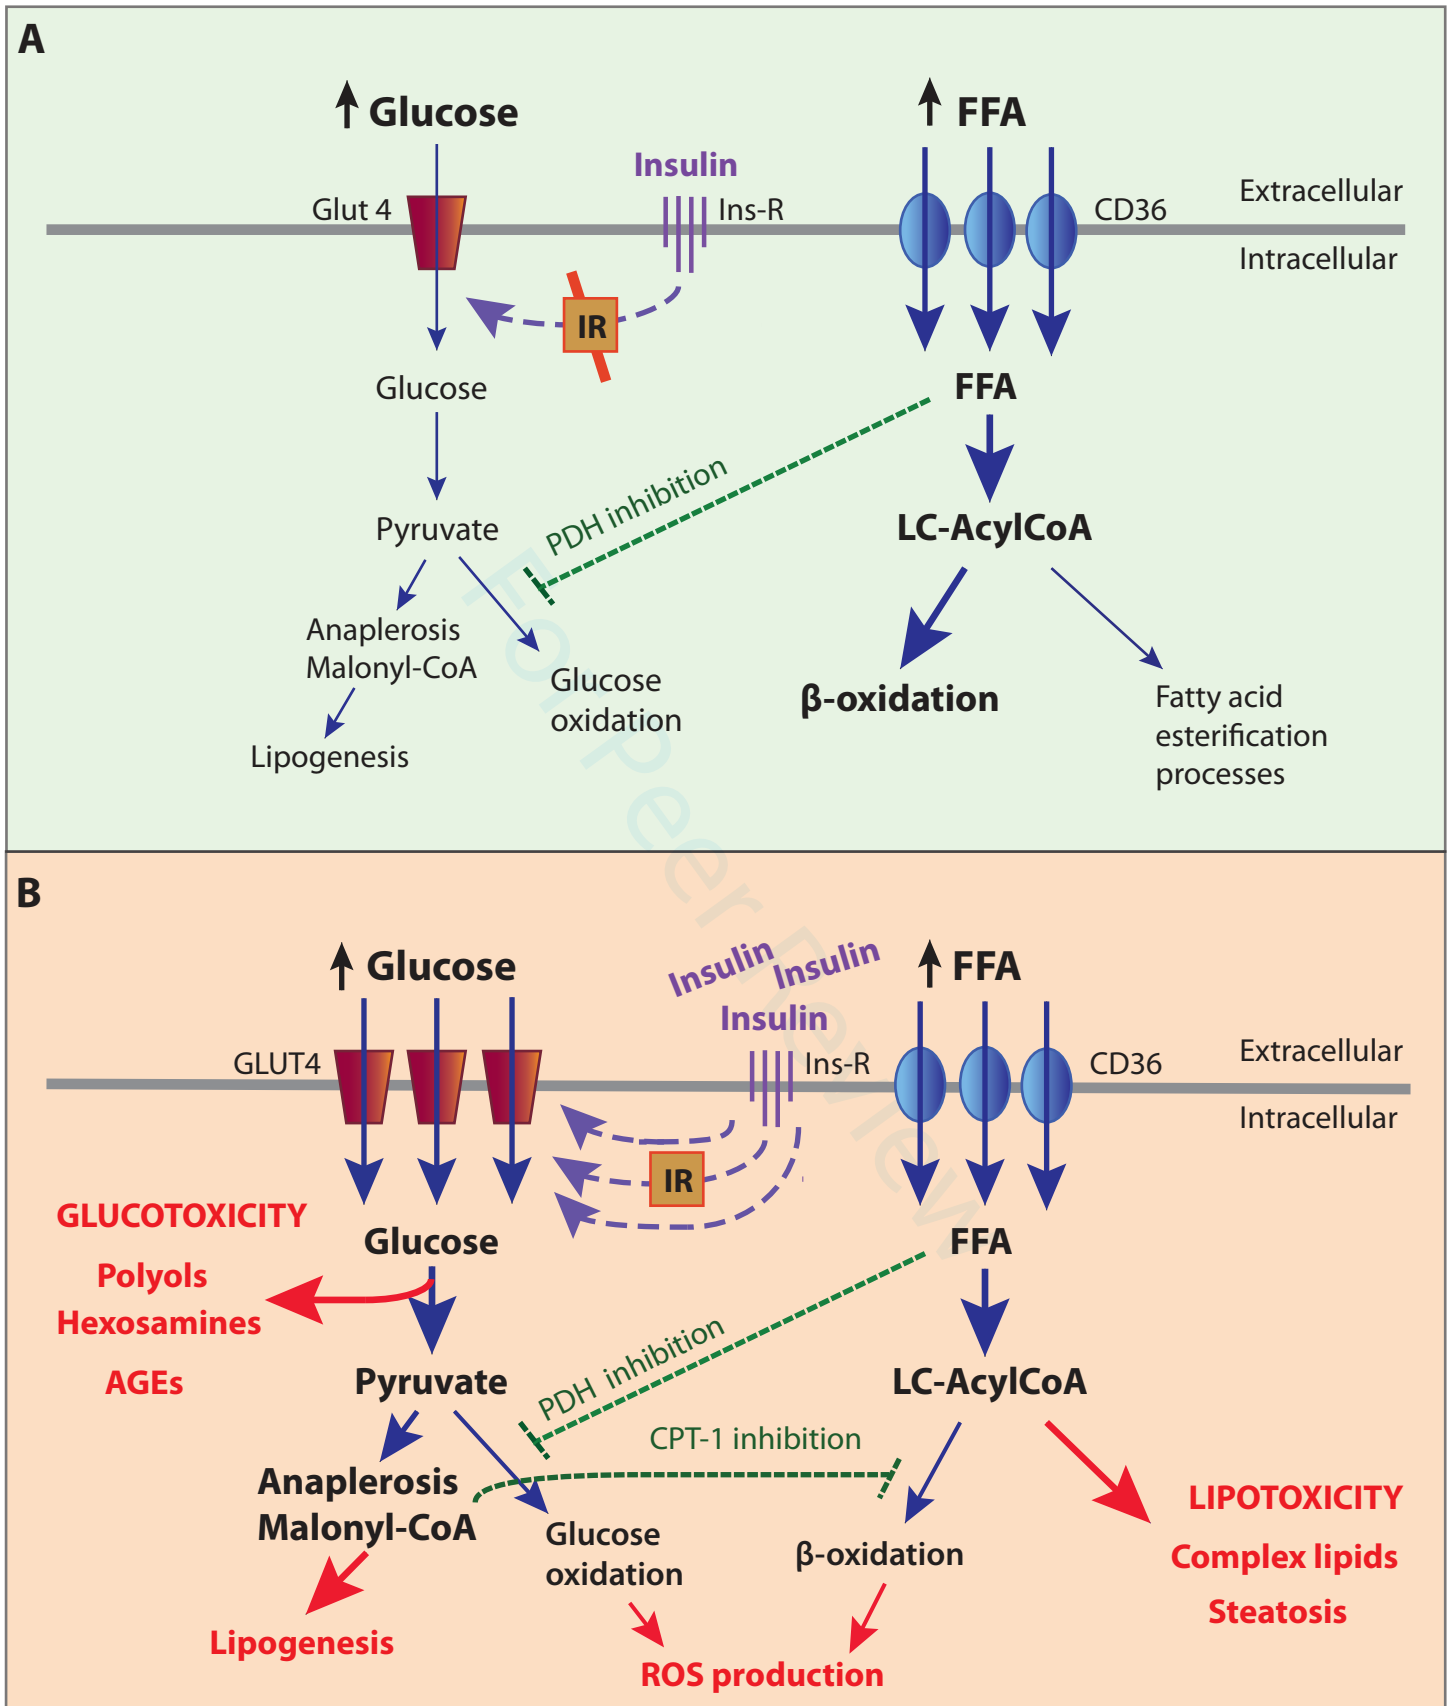 A
Glucose
FFA
Insulin
Glut 4
Ins-R
CD36
Extracellular
Intracellular
IR
Glucose
FFA
PDH inhibition
Pyruvate
LC-AcylCoA
Anaplerosis
Malonyl-CoA
Glucose
oxidation
β-oxidation
Fatty acid
esterification
processes
Lipogenesis
For Peer Review
B
Glucose
Insulin
Insulin
Insulin
FFA
GLUT4
Ins-R
CD36
Extracellular
Intracellular
IR
GLUCOTOXICITY
Polyols
Hexosamines
AGEs
Glucose
FFA
PDH inhibition
Pyruvate
LC-AcylCoA
CPT-1 inhibition
Anaplerosis
Malonyl-CoA
Glucose
oxidation
β-oxidation
LIPOTOXICITY
Complex lipids
Steatosis
Lipogenesis
ROS production